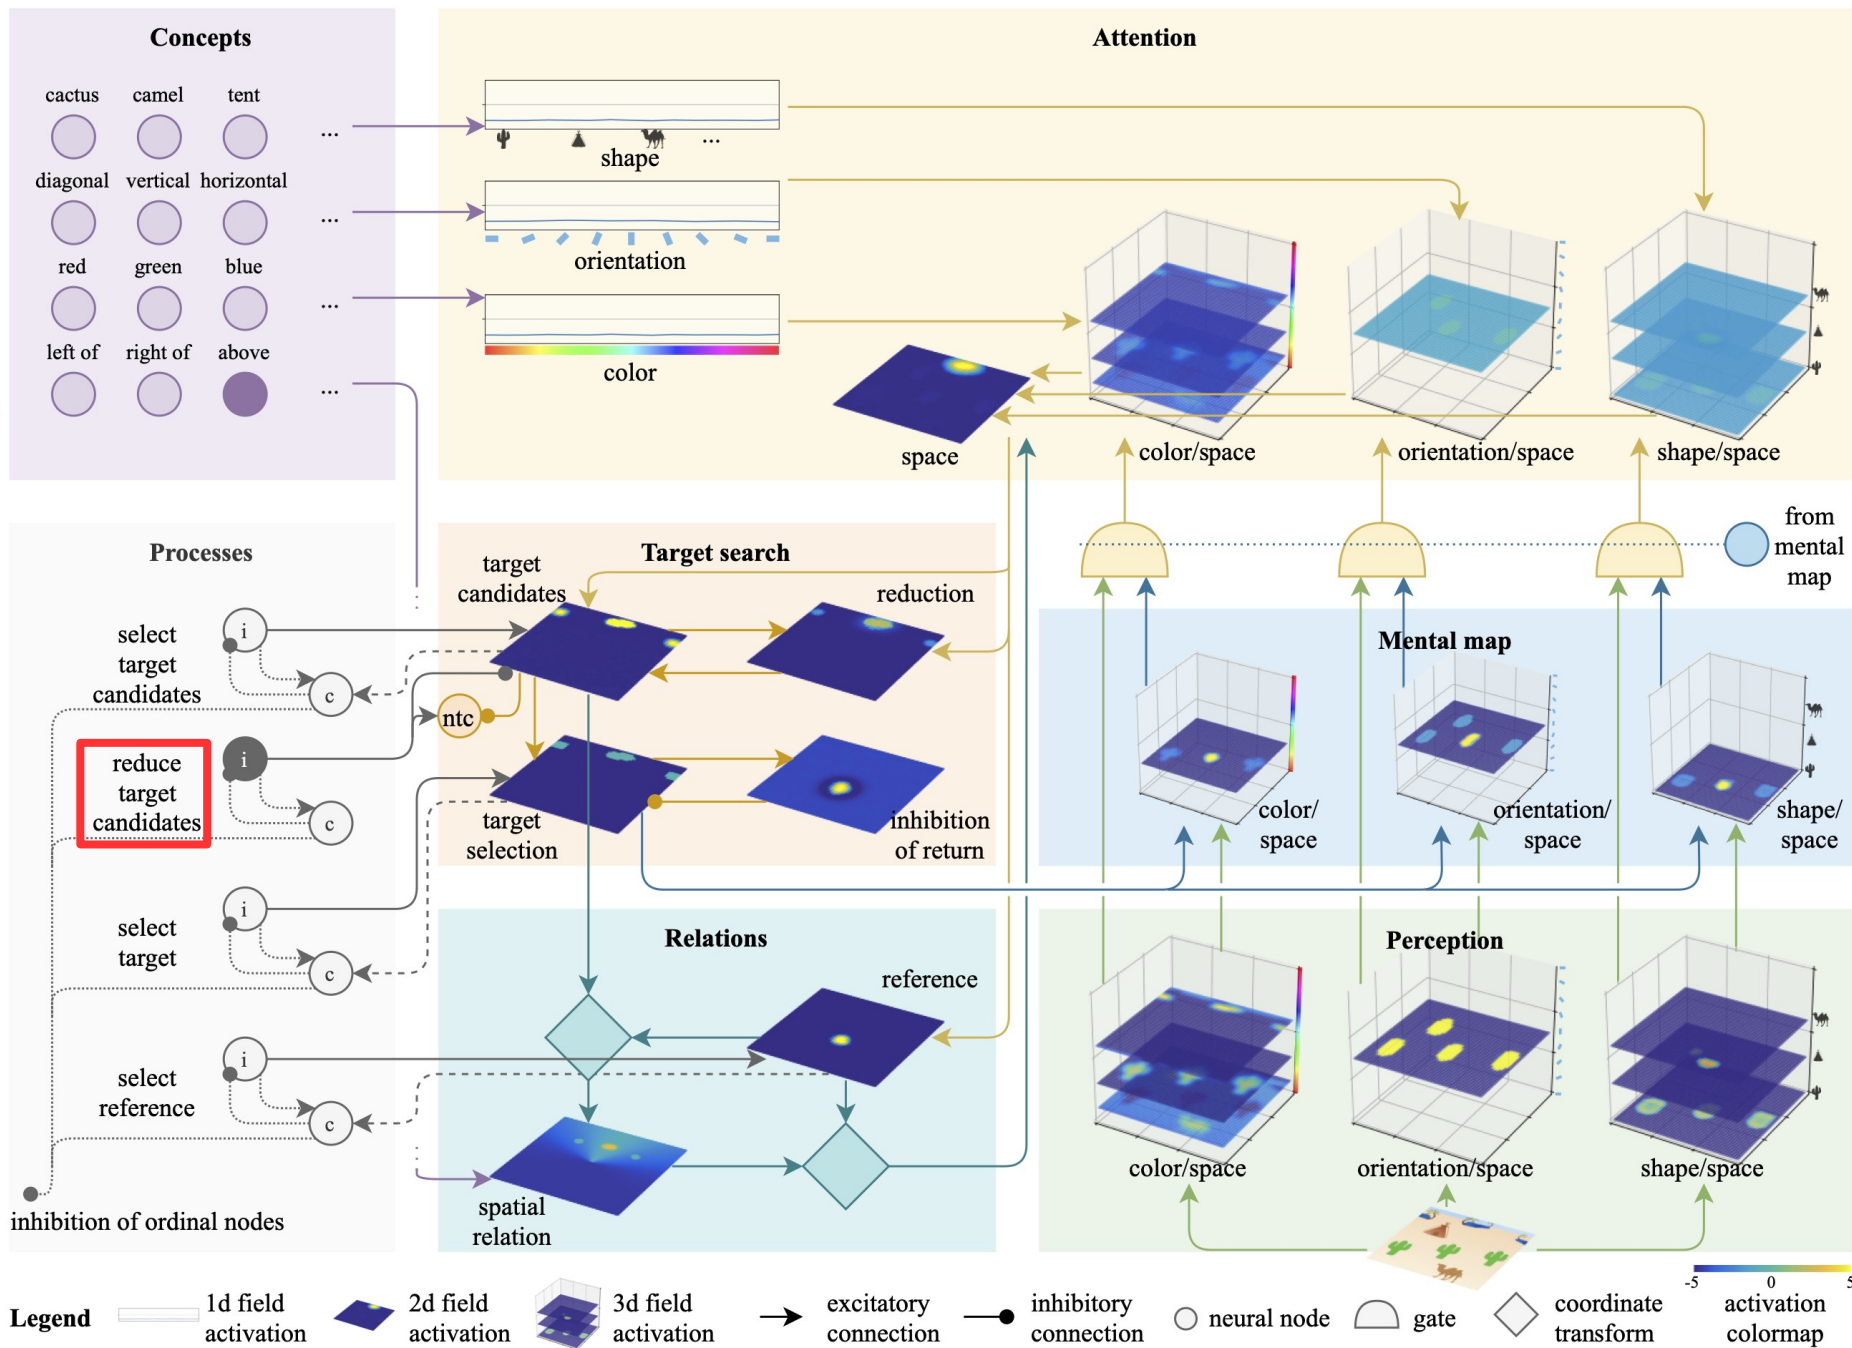 Concepts
cactus camel tent
...
diagonal vertical horizontal
...
red green blue
...
left of right of above
...
Attention
...
shape
orientation
color
space
color/space
orientation/space
shape/space
from
mental
map
Processes
select
target
candidates
i
c
reduce
target
candidates
i
c
select
target
i
c
select
reference
i
c
inhibition of ordinal nodes
Target search
target
candidates
reduction
ntc
target
selection
inhibition
of return
Mental map
color/
space
orientation/
space
shape/
space
Relations
reference
spatial
relation
Perception
color/space
orientation/space
shape/space
Legend
1d field
activation
2d field
activation
3d field
activation
excitatory
connection
inhibitory
connection
neural node
gate
coordinate
transform
-5 0 5
activation
colormap